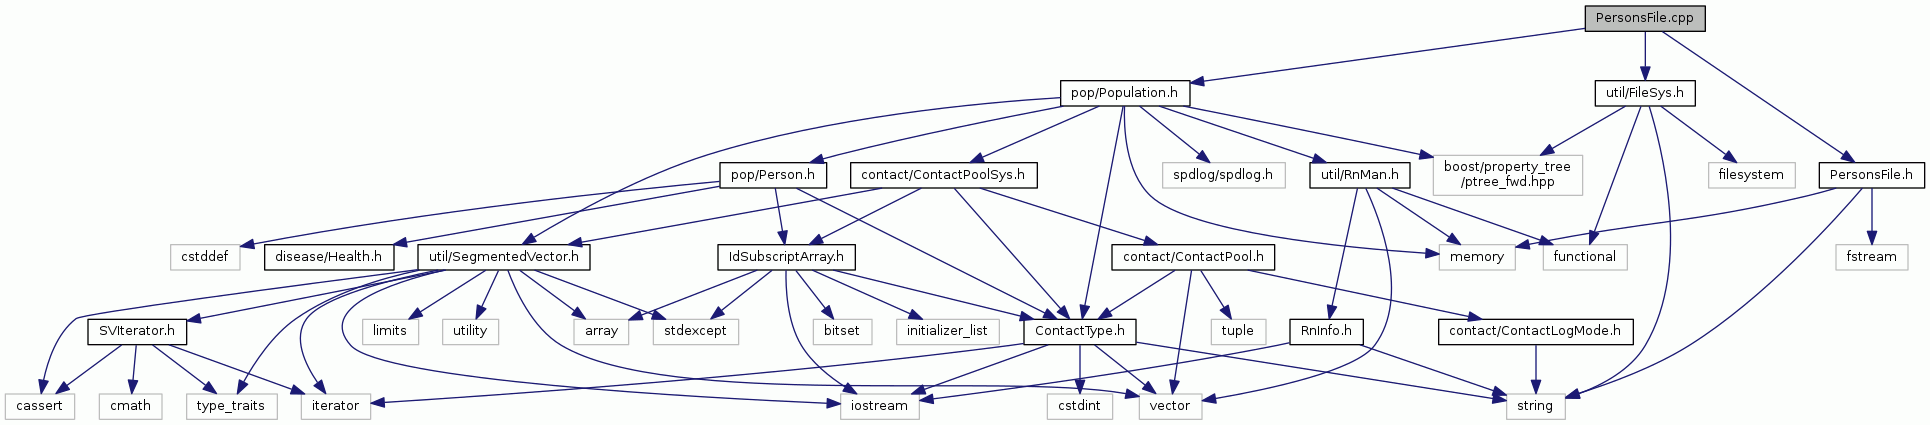 PersonsFile.cpp
pop/Population.h
util/FileSys.h
pop/Person.h
contact/ContactPoolSys.h
spdlog/spdlog.h
util/RnMan.h
boost/property_tree
/ptree_fwd.hpp
filesystem
PersonsFile.h
cstddef
disease/Health.h
util/SegmentedVector.h
IdSubscriptArray.h
contact/ContactPool.h
memory
functional
fstream
SVIterator.h
limits
utility
array
stdexcept
bitset
initializer_list
ContactType.h
tuple
RnInfo.h
contact/ContactLogMode.h
cassert
cmath
type_traits
iterator
iostream
cstdint
vector
string